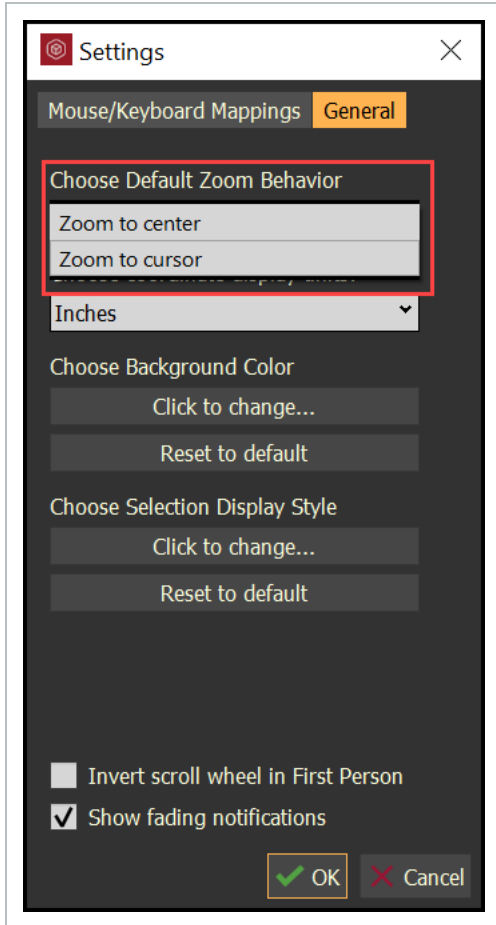 Settings
Mouse/Keyboard Mappings General
Choose Default Zoom Behavior
Zoom to center
Zoom to cursor
Inches
Choose Background Color
Click to change...
Reset to default
Choose Selection Display Style
Click to change...
Reset to default
Invert scroll wheel in First Person
Show fading notifications
OK Cancel